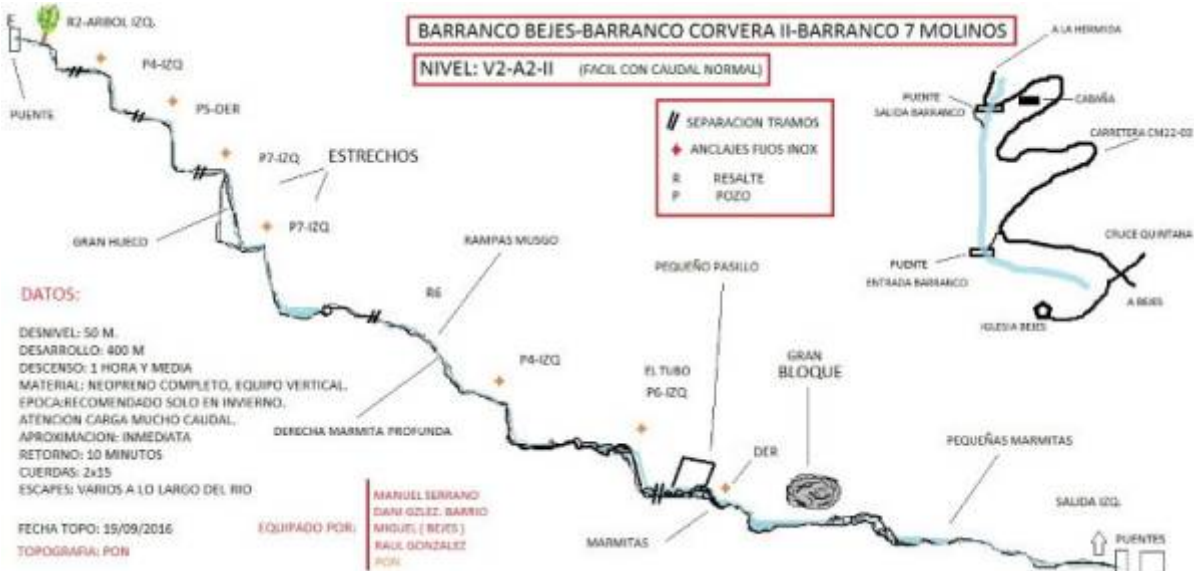 BARRANCO BEJES-BARRANCO CORVERA II-BARRANCO 7 MOLINOS
NIVEL: V2-A2-II (FACIL CON CAUDAL NORMAL)
E
R2-ARIBOL IZQ.
PUENTE
P4-IZQ
P5-DER
P7-IZQ
ESTRECHOS
P7-IZQ
GRAN HUECO
RAMPAS MUSGO
R6
DERECHA MARMITA PROFUNDA
P4-IZQ
PEQUEÑO PASILLO
EL TUBO
P6-IZQ
GRAN
BLOQUE
DER
MARMITAS
PEQUEÑAS MARMITAS
SALIDA IZQ.
PUENTES
SEPARACION TRAMOS
ANCLAJES FIJOS INOX
R RESALTE
P POZO
A LA HERMIDA
PUENTE
SALIDA BARRANCO
CABAÑA
CARRETERA CM22-03
CRUCE QUINTANA
PUENTE
ENTRADA BARRANCO
A BEJES
IGLESIA BEJES
DATOS:
DESNIVEL: 50 M.
DESARROLLO: 400 M
DESCENSO: 1 HORA Y MEDIA
MATERIAL: NEOPRENO COMPLETO, EQUIPO VERTICAL.
EPOCA:RECOMENDADO SOLO EN INVIERNO.
ATENCION CARGA MUCHO CAUDAL.
APROXIMACION: INMEDIATA
RETORNO: 10 MINUTOS
CUERDAS: 2x15
ESCAPES: VARIOS A LO LARGO DEL RIO
FECHA TOPO: 19/09/2016
TOPOGRAFIA: PON
EQUIPADO POR:
MANUEL SERRANO
DANI GZLEZ. BARRIO
MIGUEL ( BEJES )
RAUL GONZALEZ
PON